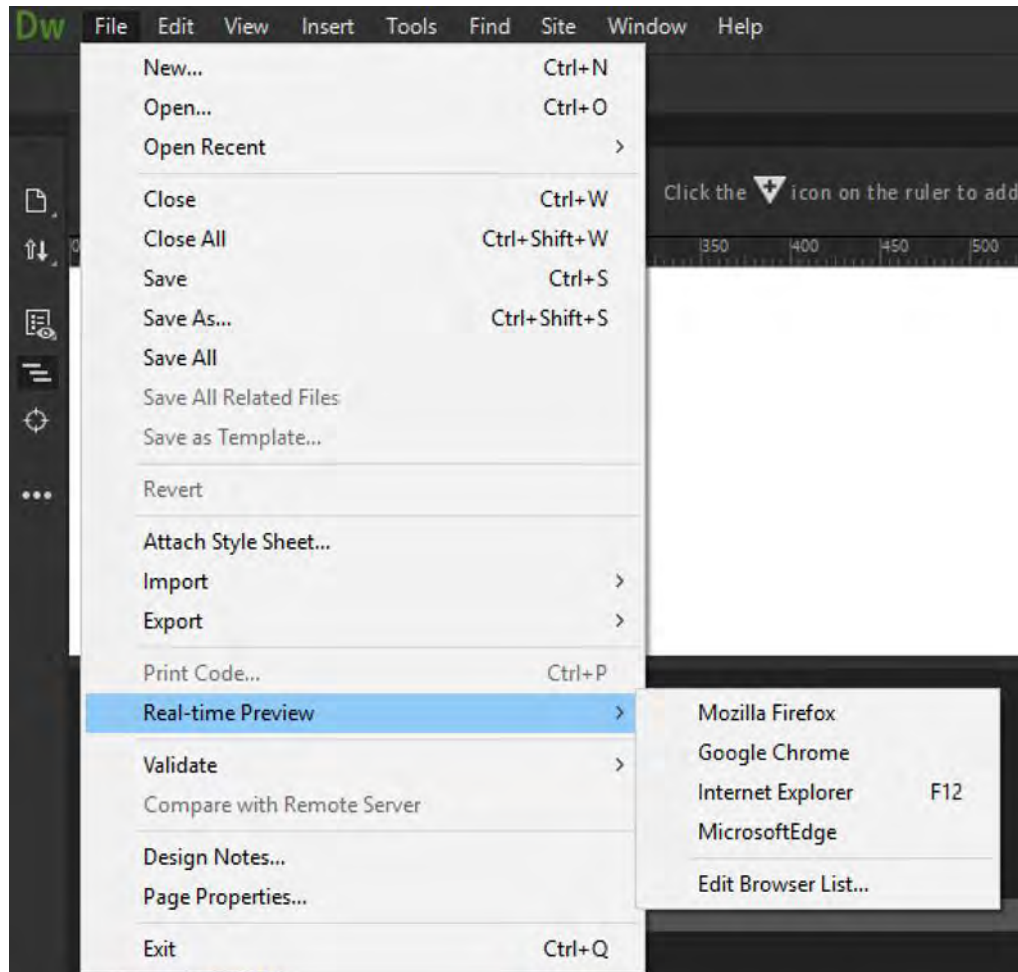 Dw File Edit View Insert Tools Find Site Window Help
New... Ctrl+N
Open... Ctrl+O
Open Recent
Close Ctrl+W
Close All Ctrl+Shift+W
Save Ctrl+S
Save As... Ctrl+Shift+S
Save All
Save All Related Files
Save as Template...
Revert
Attach Style Sheet...
Import
Export
Print Code... Ctrl+P
Real-time Preview
Validate
Compare with Remote Server
Design Notes...
Page Properties...
Exit Ctrl+Q
Click the icon on the ruler to add
0 350 400 450 500
Mozilla Firefox
Google Chrome
Internet Explorer F12
MicrosoftEdge
Edit Browser List...